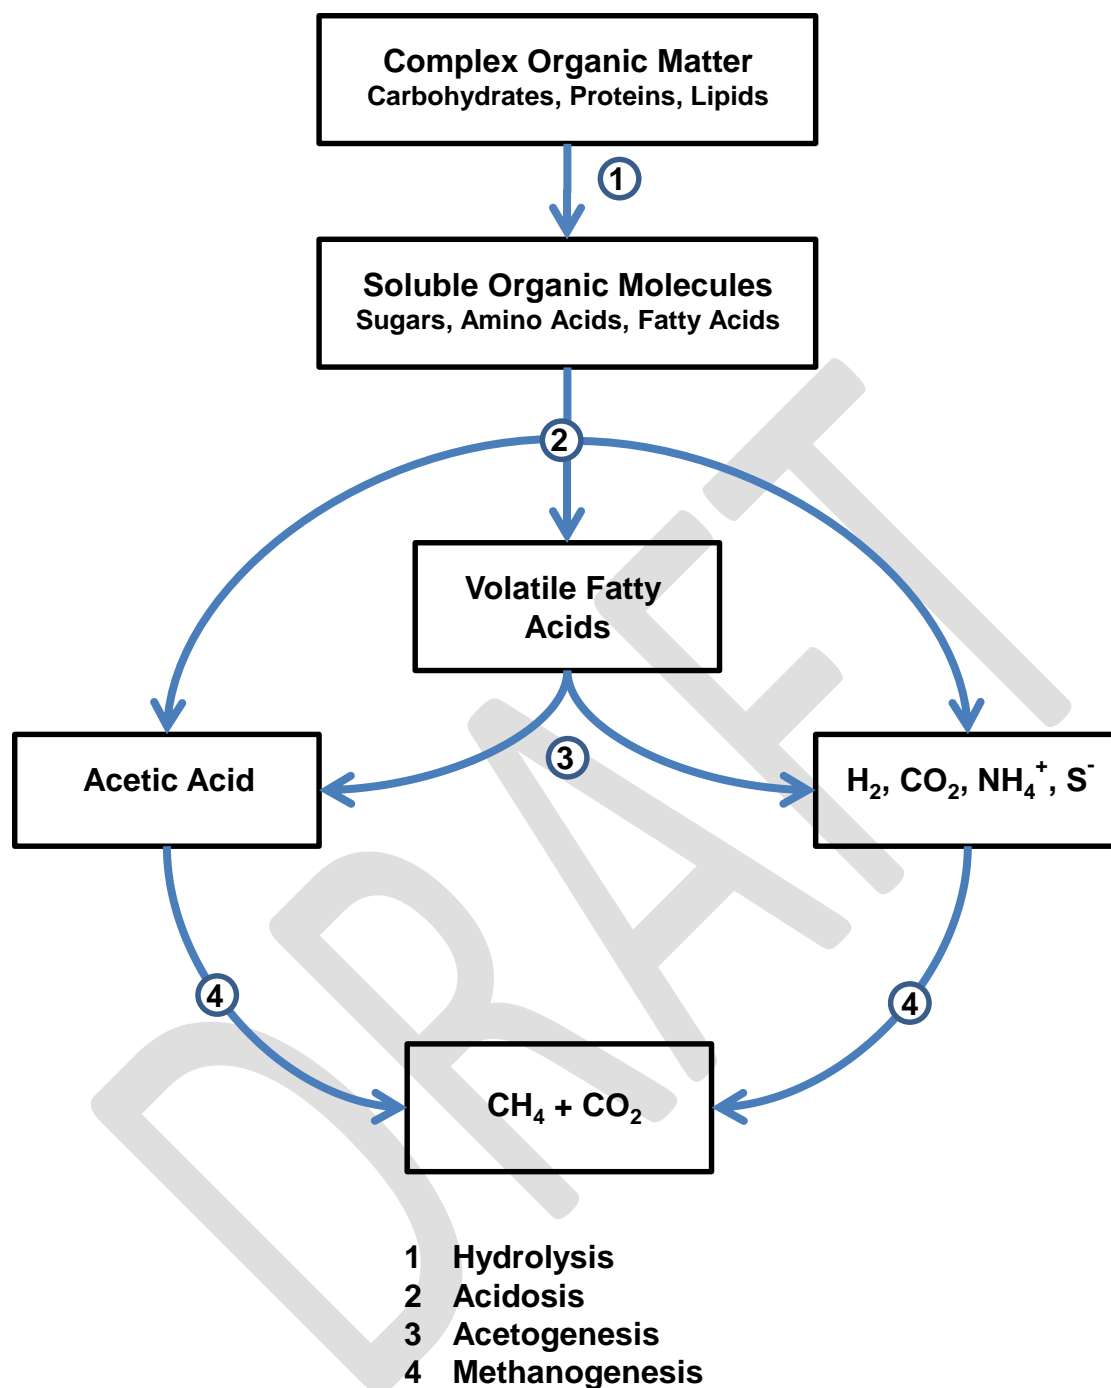 Complex Organic Matter
Carbohydrates, Proteins, Lipids
1
Soluble Organic Molecules
Sugars, Amino Acids, Fatty Acids
2
Volatile Fatty
Acids
3
Acetic Acid
H₂, CO₂, NH₄⁺, S⁻
4
4
CH₄ + CO₂
1 Hydrolysis
2 Acidosis
3 Acetogenesis
4 Methanogenesis
DRAFT